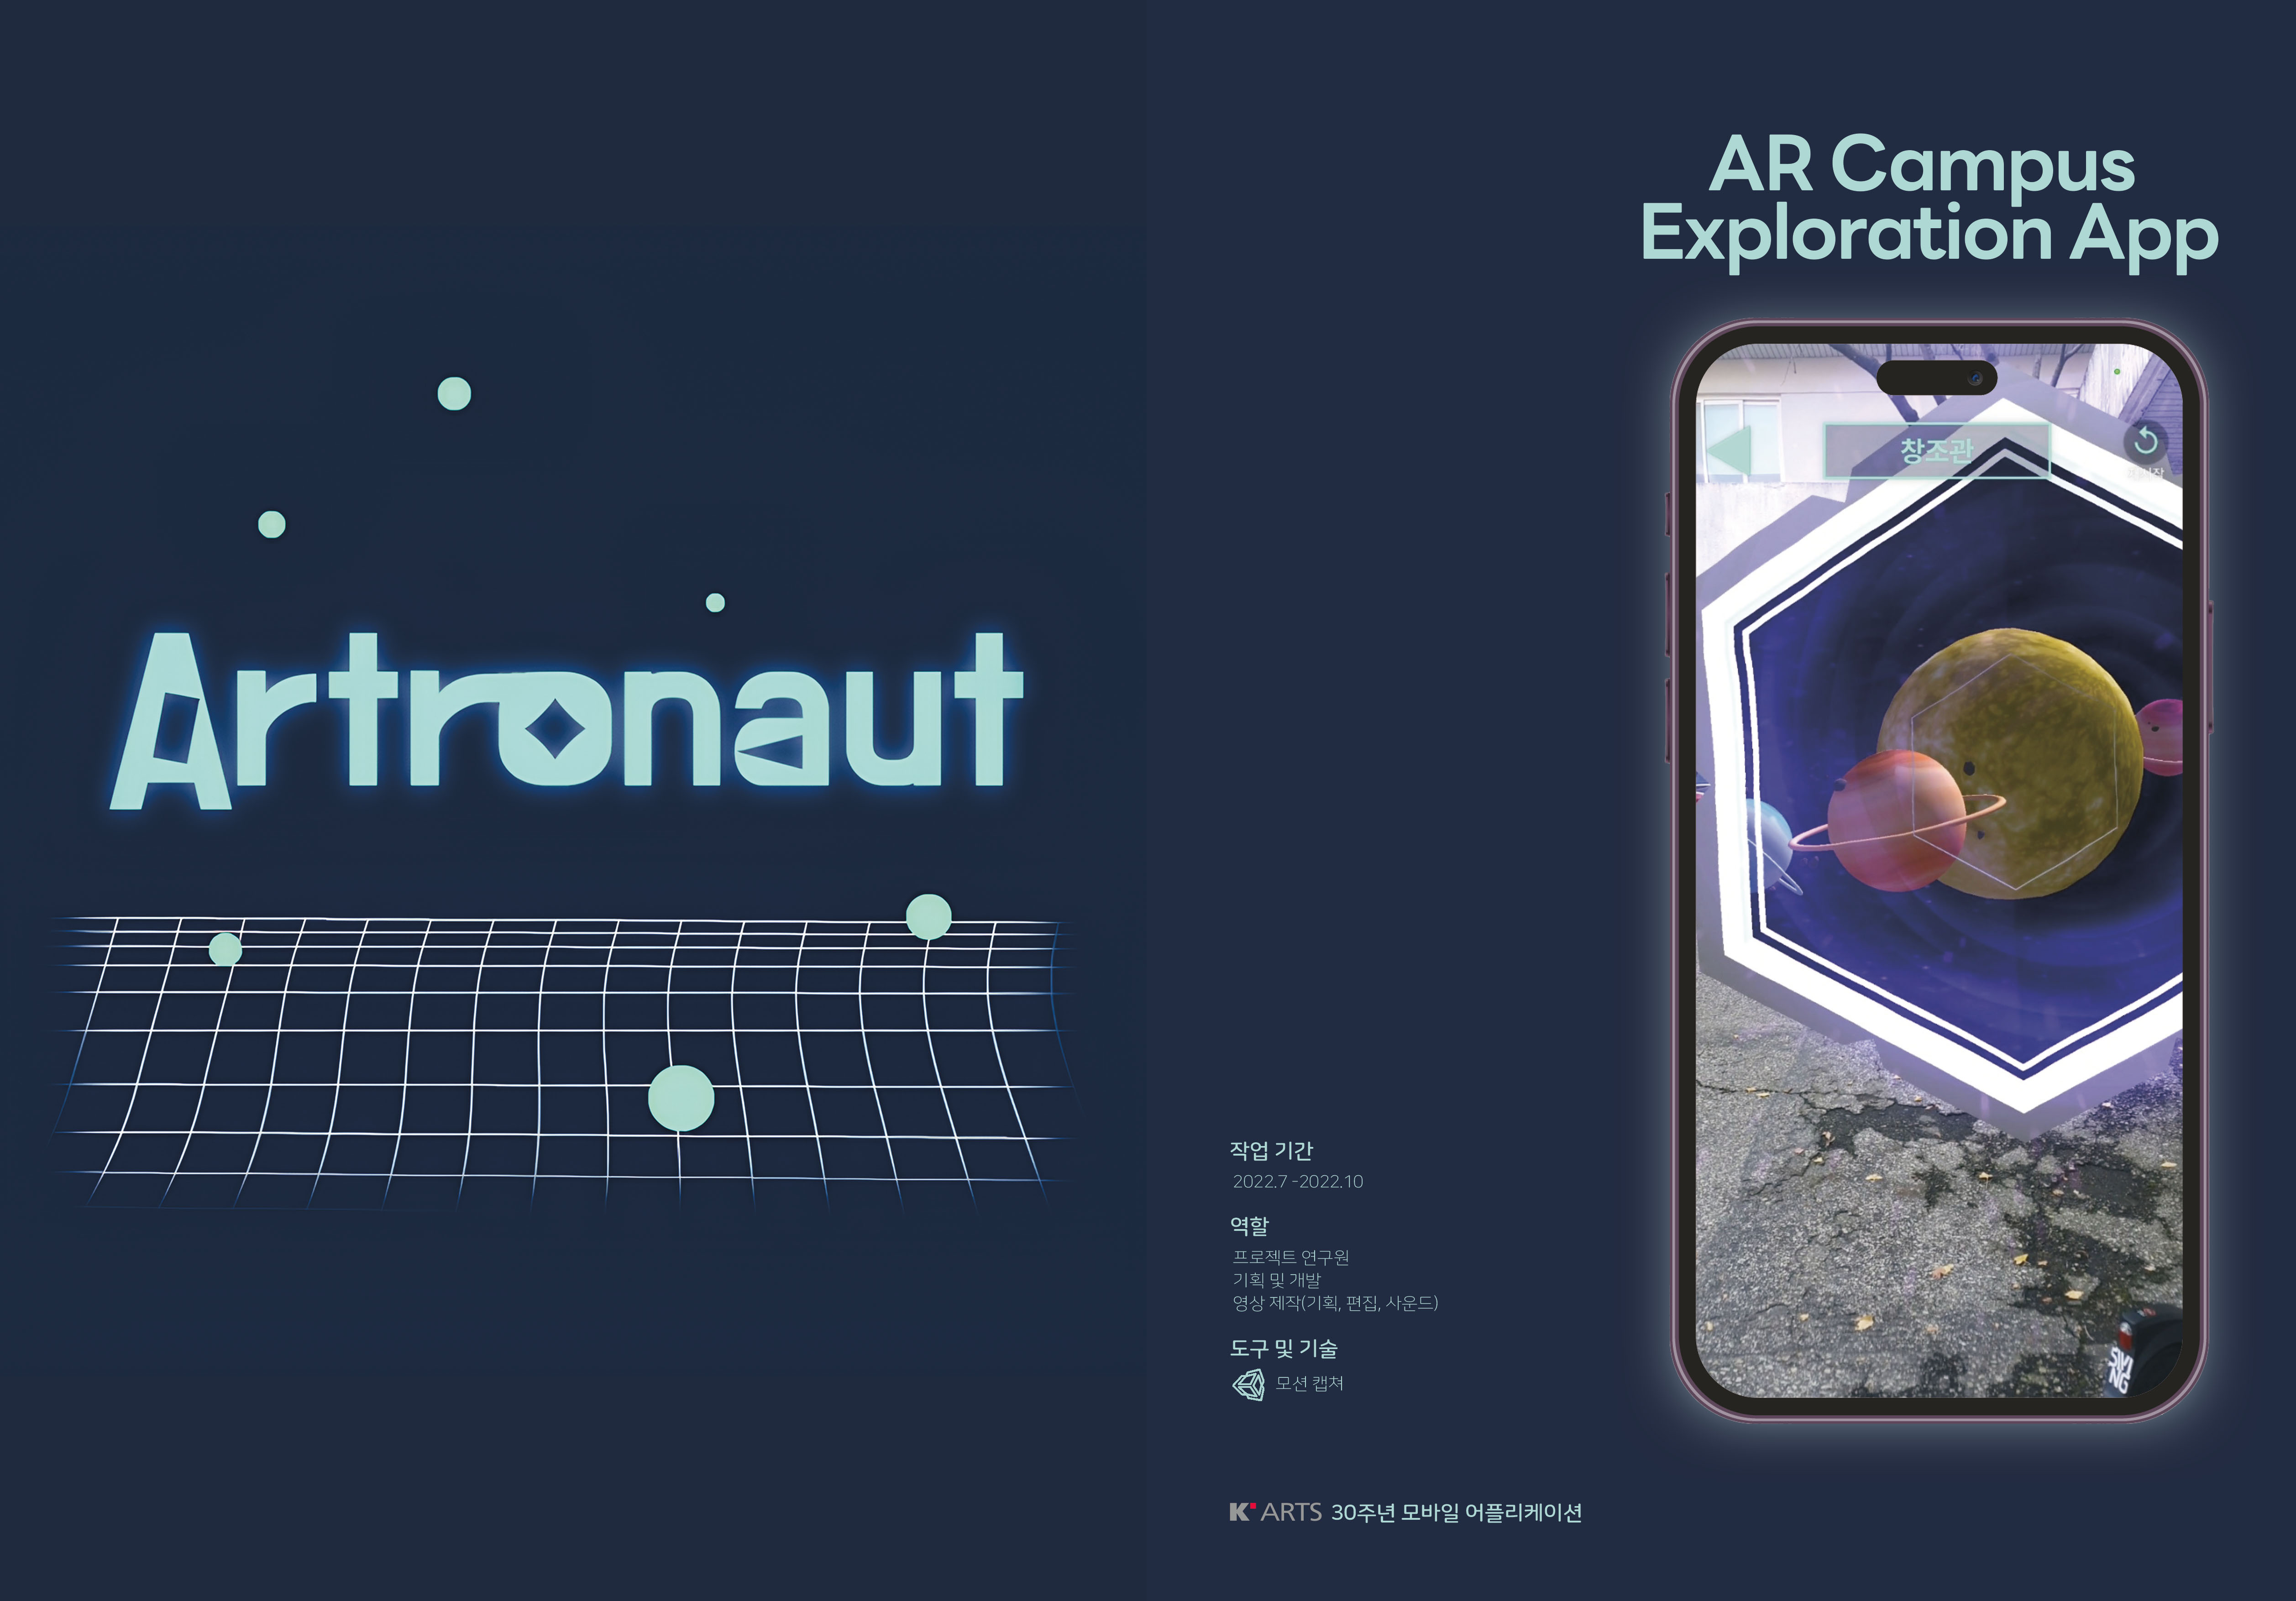 Artronaut
AR Campus
Exploration App
창조관
작업 기간
2022.7 -2022.10
역할
프로젝트 연구원
기획 및 개발
영상 제작(기획, 편집, 사운드)
도구 및 기술
모션 캡쳐
K ARTS 30주년 모바일 어플리케이션